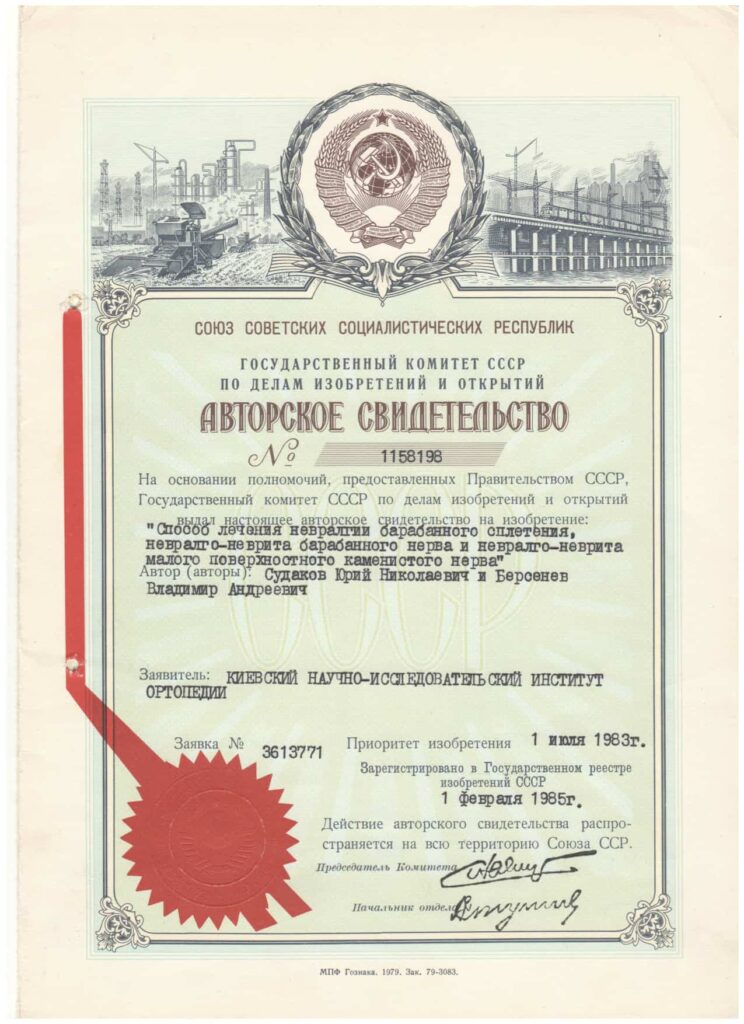 СОЮЗ СОВЕТСКИХ СОЦИАЛИСТИЧЕСКИХ РЕСПУБЛИК
ГОСУДАРСТВЕННЫЙ КОМИТЕТ СССР
ПО ДЕЛАМ ИЗОБРЕТЕНИЙ И ОТКРЫТИЙ
АВТОРСКОЕ СВИДЕТЕЛЬСТВО
№ 1158198
На основании полномочий, предоставленных Правительством СССР,
Государственный комитет СССР по делам изобретений и открытий
выдал настоящее авторское свидетельство на изобретение:
"Способ лечения невралгии барабанного сплетения,
невралго-неврита барабанного нерва и невралго-неврита
малого поверхностного каменистого нерва"
Автор (авторы): Судаков Юрий Николаевич и Берсенев
Владимир Андреевич
СССР
Заявитель: КИЕВСКИЙ НАУЧНО-ИССЛЕДОВАТЕЛЬСКИЙ ИНСТИТУТ
ОРТОПЕДИИ
Заявка № 3613771 Приоритет изобретения 1 июля 1983г.
Зарегистрировано в Государственном реестре
изобретений СССР
1 февраля 1985г.
Действие авторского свидетельства распро-
страняется на всю территорию Союза ССР.
Председатель Комитета
Начальник отдела
МПФ Гознака. 1979. Зак. 79-3083.